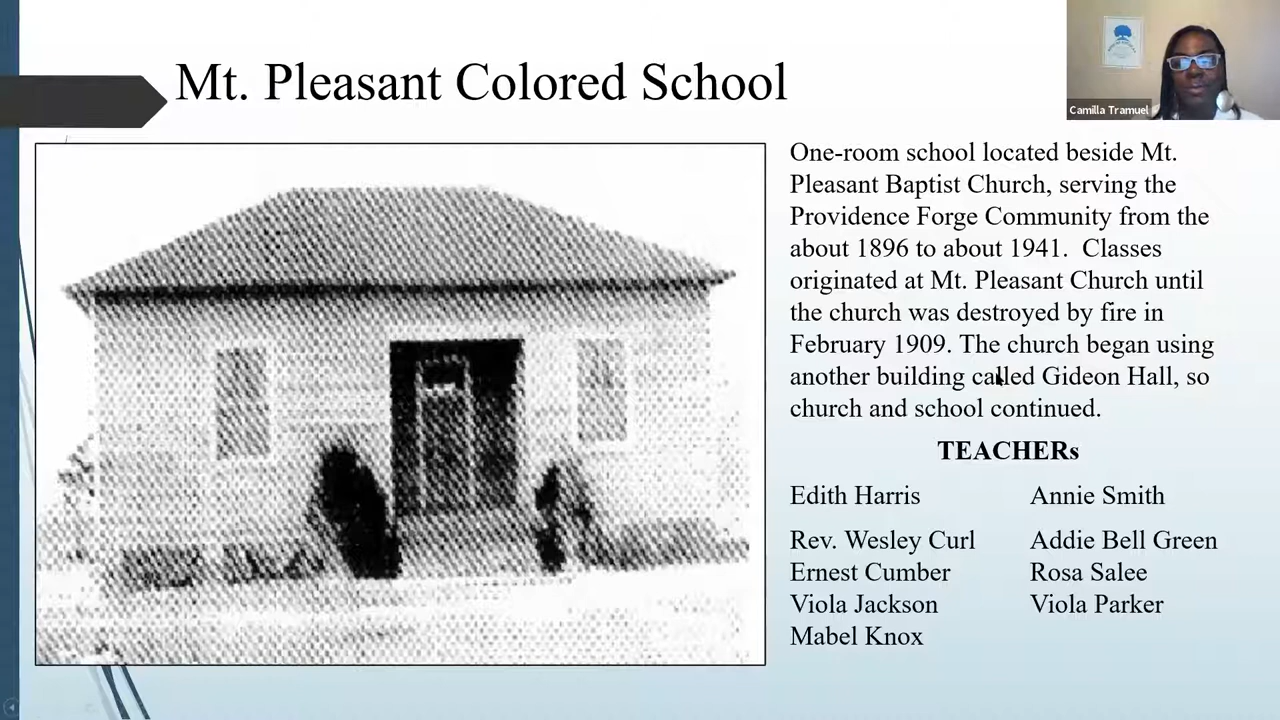 Mt. Pleasant Colored School
Camilla Tramuel
One-room school located beside Mt.
Pleasant Baptist Church, serving the
Providence Forge Community from the
about 1896 to about 1941.  Classes
originated at Mt. Pleasant Church until
the church was destroyed by fire in
February 1909. The church began using
another building called Gideon Hall, so
church and school continued.
TEACHERs
Edith Harris Annie Smith
Rev. Wesley Curl Addie Bell Green
Ernest Cumber Rosa Salee
Viola Jackson Viola Parker
Mabel Knox